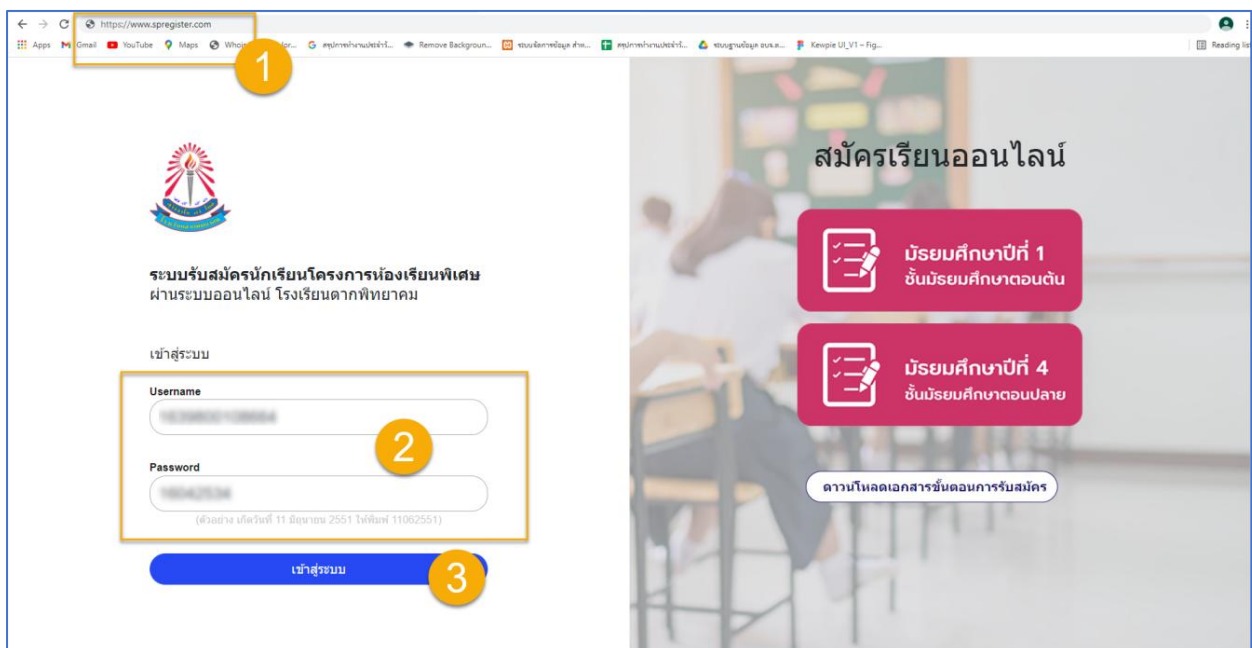 https://www.spregister.com
Apps Gmail YouTube Maps
Remove Backgroun...
Kewpie UI_V1 – Fig...
Reading list
1
สมัครเรียนออนไลน์
มัธยมศึกษาปีที่ 1
ชั้นมัธยมศึกษาตอนต้น
ระบบรับสมัครนักเรียนโครงการห้องเรียนพิเศษ
ผ่านระบบออนไลน์ โรงเรียนตากพิทยาคม
มัธยมศึกษาปีที่ 4
ชั้นมัธยมศึกษาตอนปลาย
เข้าสู่ระบบ
Username
2
Password
(ตัวอย่าง เกิดวันที่ 11 มิถุนายน 2551 ให้พิมพ์ 11062551)
ดาวน์โหลดเอกสารขั้นตอนการรับสมัคร
เข้าสู่ระบบ
3